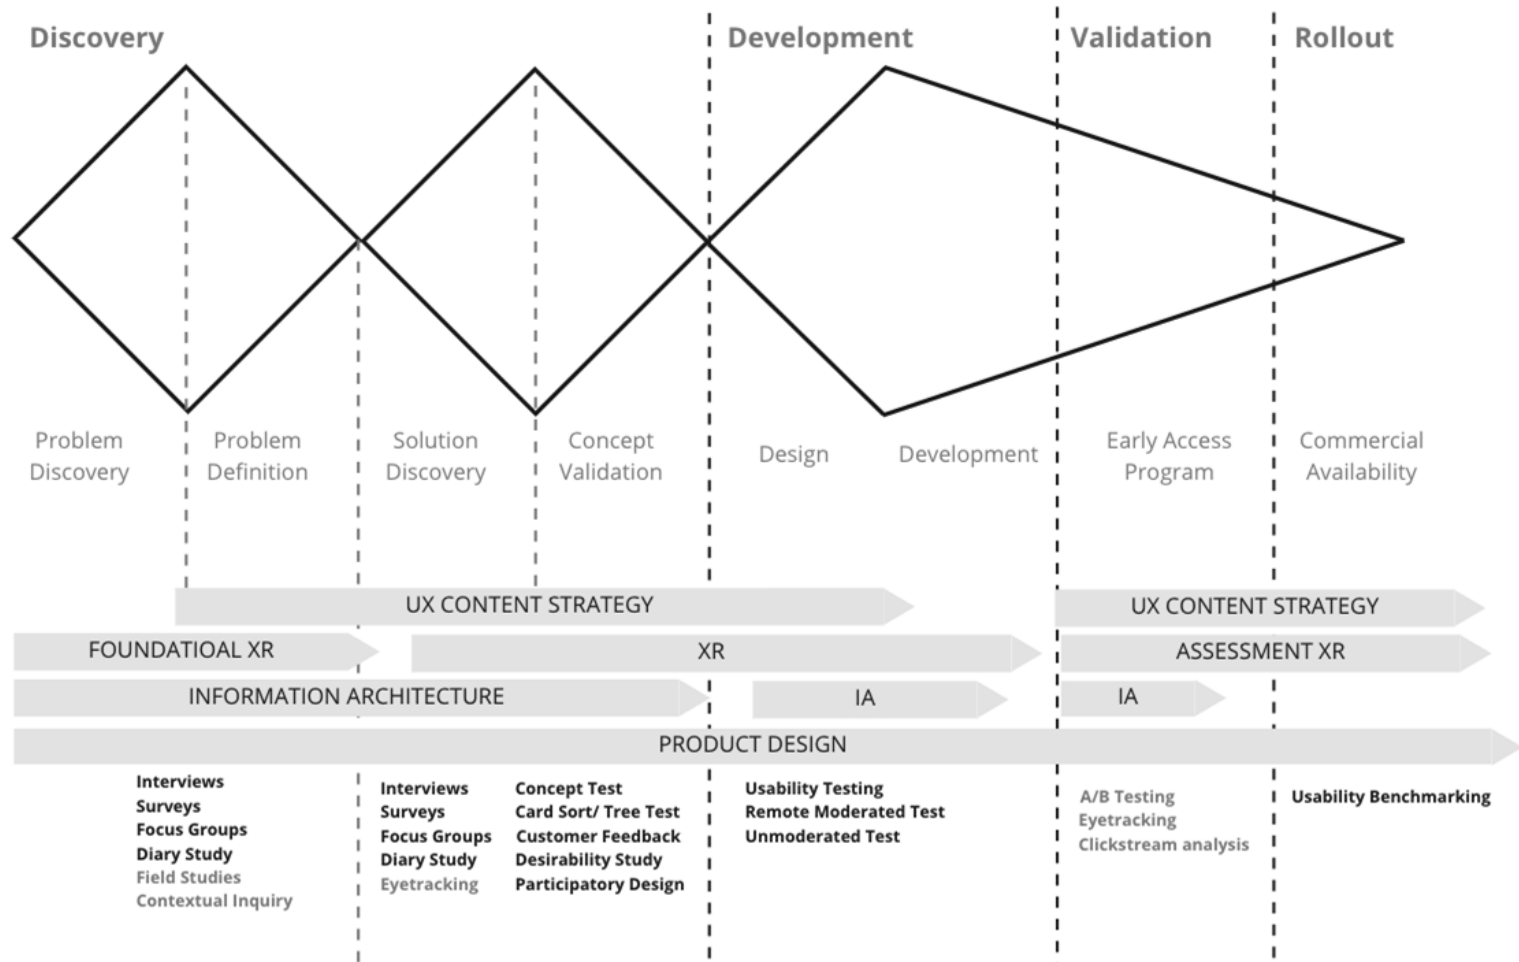 Discovery
Development
Validation
Rollout
Problem
Discovery
Problem
Definition
Solution
Discovery
Concept
Validation
Design
Development
Early Access
Program
Commercial
Availability
UX CONTENT STRATEGY
UX CONTENT STRATEGY
FOUNDATIOAL XR
XR
ASSESSMENT XR
INFORMATION ARCHITECTURE
IA
IA
PRODUCT DESIGN
Interviews
Surveys
Focus Groups
Diary Study
Field Studies
Contextual Inquiry
Interviews
Surveys
Focus Groups
Diary Study
Eyetracking
Concept Test
Card Sort/ Tree Test
Customer Feedback
Desirability Study
Participatory Design
Usability Testing
Remote Moderated Test
Unmoderated Test
A/B Testing
Eyetracking
Clickstream analysis
Usability Benchmarking